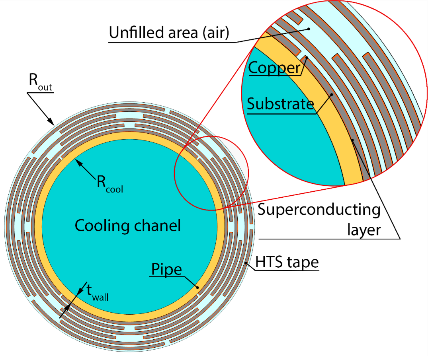 Unfilled area (air)
Copper
R_out
Substrate
R_cool
Cooling chanel
Superconducting
layer
HTS tape
Pipe
t_wall